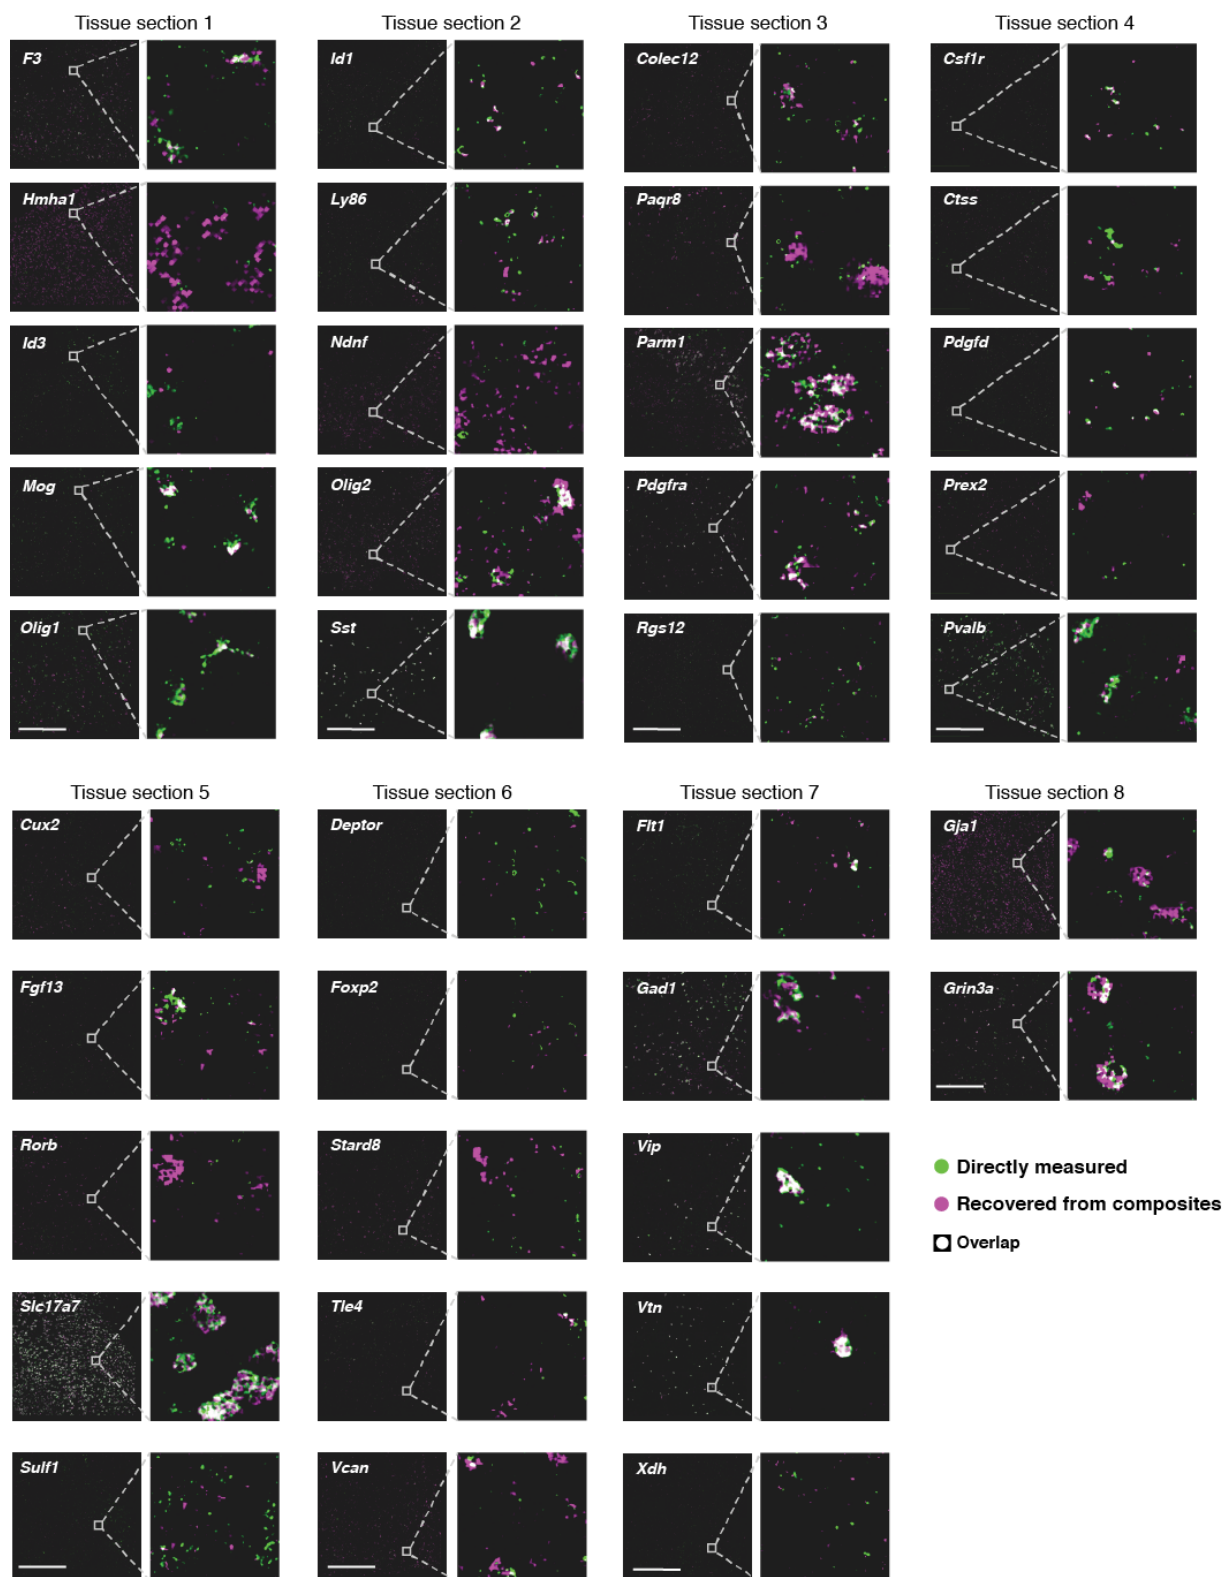 Tissue section 1
Tissue section 2
Tissue section 3
Tissue section 4
F3
Id1
Colec12
Csf1r
Hmha1
Ly86
Paqr8
Ctss
Id3
Ndnf
Parm1
Pdgfd
Mog
Olig2
Pdgfra
Prex2
Olig1
Sst
Rgs12
Pvalb
Tissue section 5
Tissue section 6
Tissue section 7
Tissue section 8
Cux2
Deptor
Flt1
Gja1
Fgf13
Foxp2
Gad1
Grin3a
Rorb
Stard8
Vip
Directly measured
Recovered from composites
Overlap
Slc17a7
Tle4
Vtn
Sulf1
Vcan
Xdh